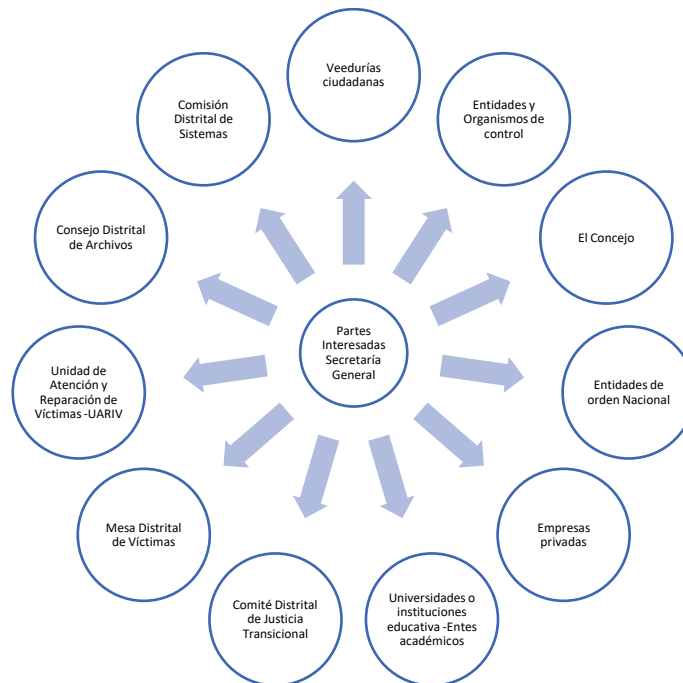 Veedurías
ciudadanas
Entidades y
Organismos de
control
El Concejo
Entidades de
orden Nacional
Empresas
privadas
Universidades o
instituciones
educativa -Entes
académicos
Comité Distrital
de Justicia
Transicional
Mesa Distrital
de Víctimas
Unidad de
Atención y
Reparación de
Víctimas -UARIV
Consejo Distrital
de Archivos
Comisión
Distrital de
Sistemas
Partes
Interesadas
Secretaría
General